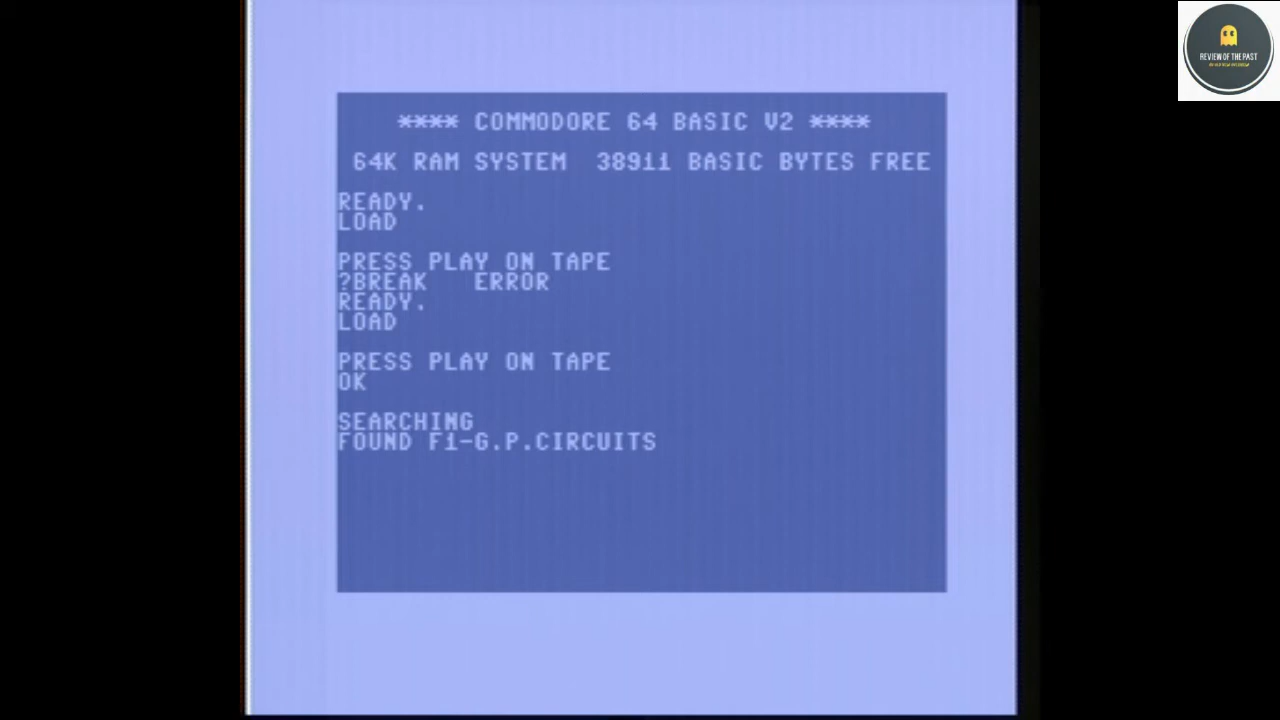 **** COMMODORE 64 BASIC V2 ****
64K RAM SYSTEM  38911 BASIC BYTES FREE
READY.
LOAD
PRESS PLAY ON TAPE
?BREAK   ERROR
READY.
LOAD
PRESS PLAY ON TAPE
OK
SEARCHING
FOUND F1-G.P.CIRCUITS
REVIEW OF THE PAST